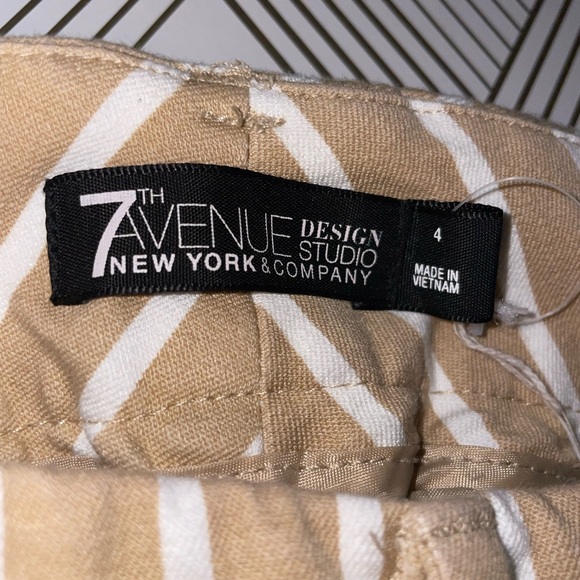 7TH AVENUE DESIGN STUDIO
NEW YORK & COMPANY
4
MADE IN
VIETNAM